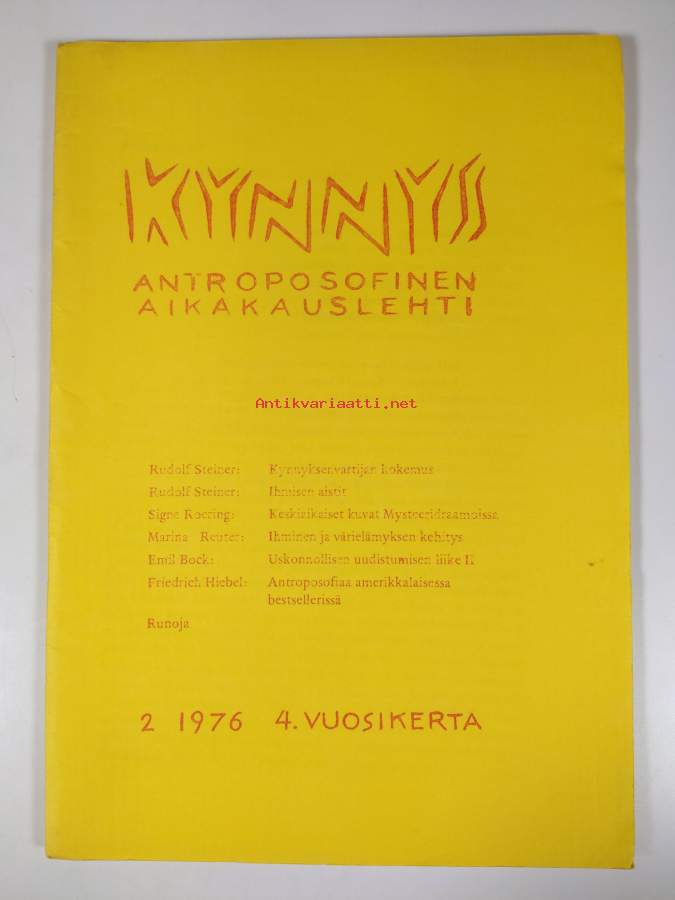 KYNNYS
ANTROPOSOFINEN
AIKAKAUSLEHTI
Antikvariaatti.net
Rudolf Steiner: Kynnyksenvartijan kokemus
Rudolf Steiner: Ihmisen aistit
Signe Roering: Keskiaikaiset kuvat Mysteeridraamoissa
Marina Reuter: Ihminen ja värielämyksen kehitys
Emil Bock: Uskonnollisen uudistumisen liike II
Friedrich Hiebel: Antroposofiaa amerikkalaisessa
bestsellerissä
Runoja
2 1976 4. VUOSIKERTA